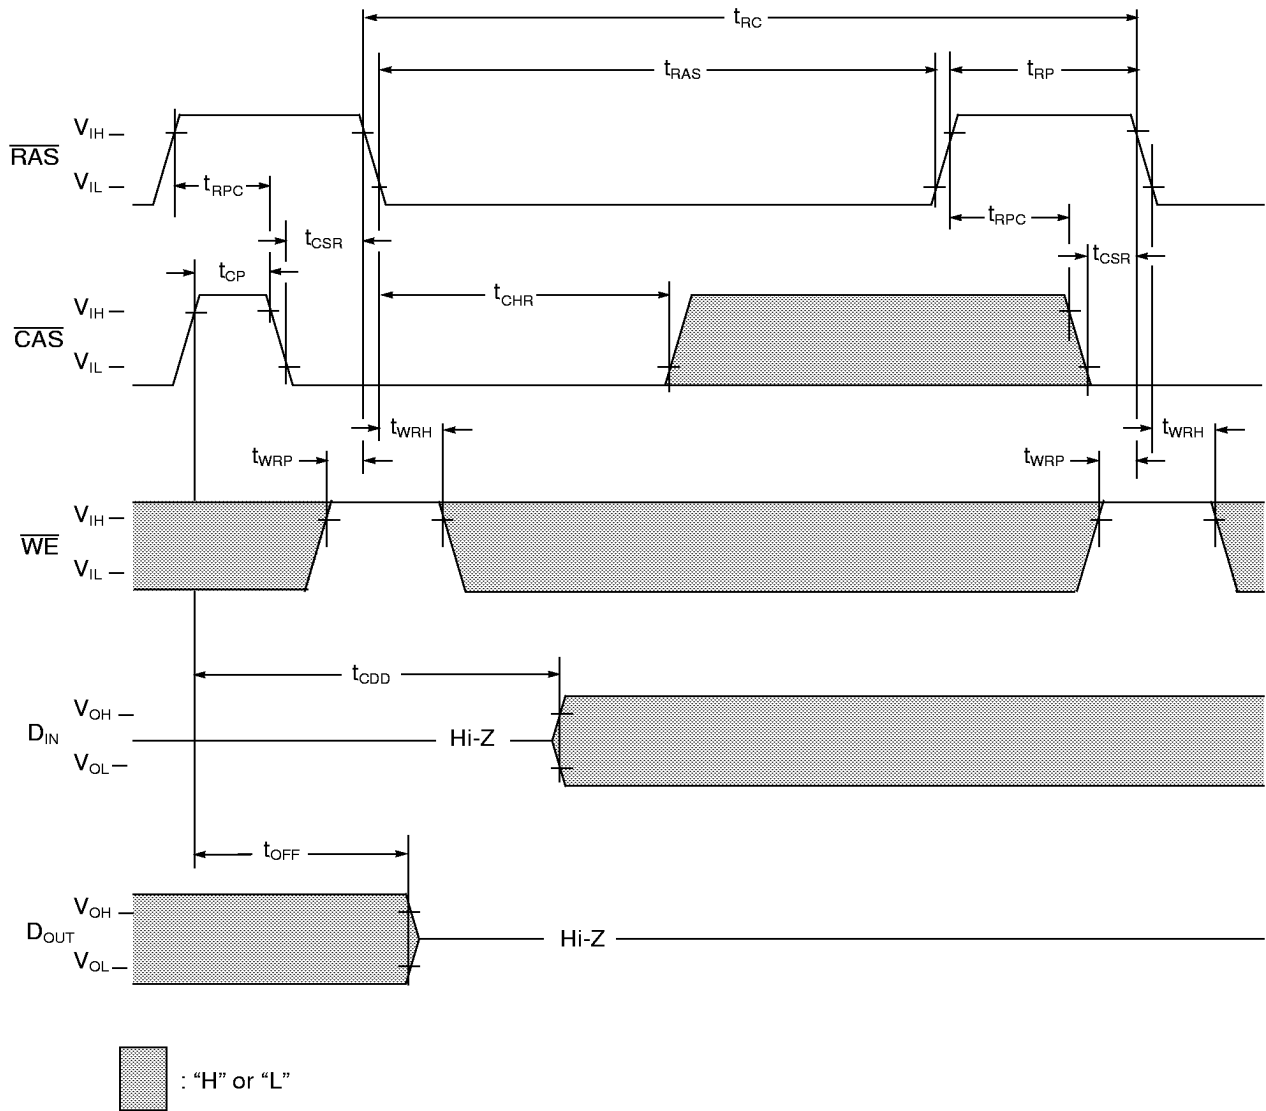 tRC
tRAS
tRP
VIH
RAS
VIL
tRPC
tRPC
tCSR
tCSR
tCP
tCHR
VIH
CAS
VIL
tWRH
tWRH
tWRP
tWRP
VIH
WE
VIL
tCDD
VOH
DIN
Hi-Z
VOL
tOFF
VOH
DOUT
Hi-Z
VOL
: “H” or “L”